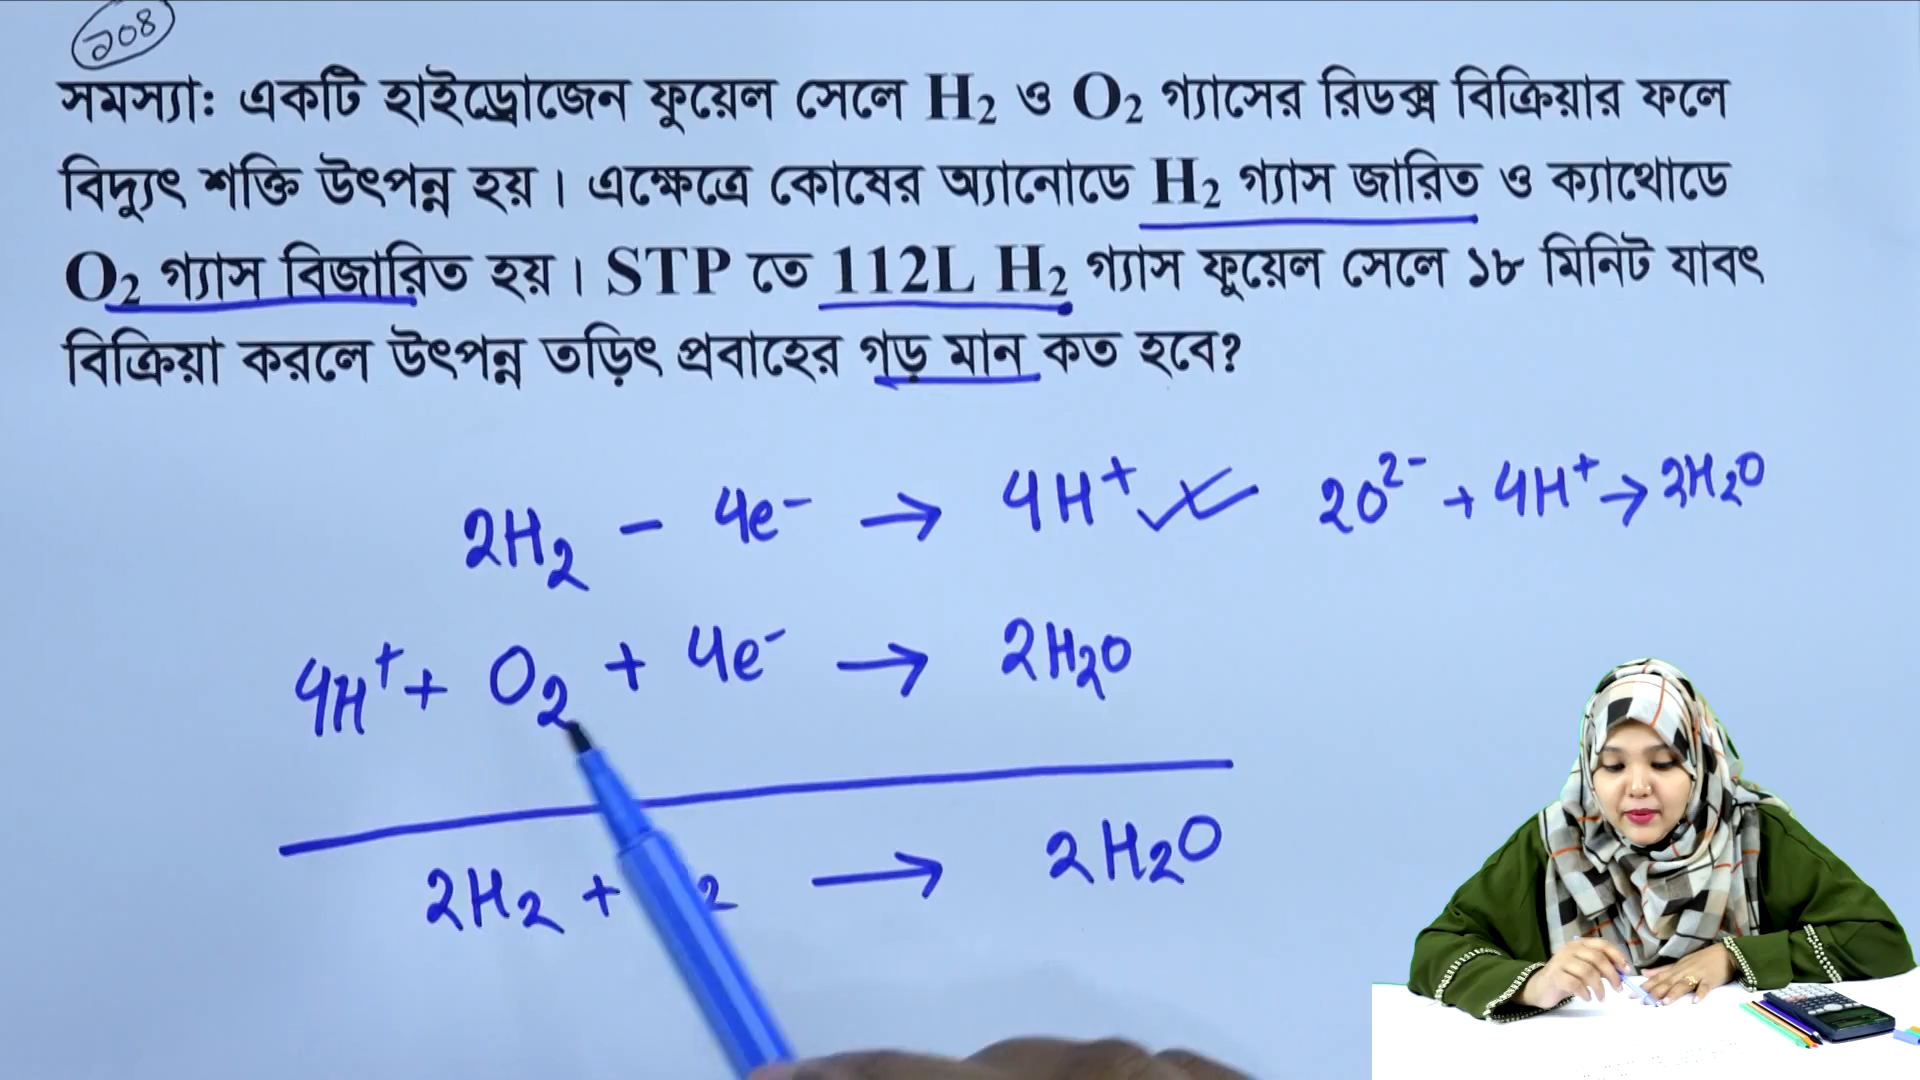 ১০৪
সমস্যা: একটি হাইড্রোজেন ফুয়েল সেলে H₂ ও O₂ গ্যাসের রিডক্স বিক্রিয়ার ফলে
বিদ্যুৎ শক্তি উৎপন্ন হয়। এক্ষেত্রে কোষের অ্যানোডে H₂ গ্যাস জারিত ও ক্যাথোডে
O₂ গ্যাস বিজারিত হয়। STP তে 112L H₂ গ্যাস ফুয়েল সেলে ১৮ মিনিট যাবৎ
বিক্রিয়া করলে উৎপন্ন তড়িৎ প্রবাহের গড় মান কত হবে?
2H₂ - 4e⁻ → 4H⁺ 2O²⁻ + 4H⁺ → 2H₂O
4H⁺ + O₂ + 4e⁻ → 2H₂O
2H₂ + ₂ → 2H₂O